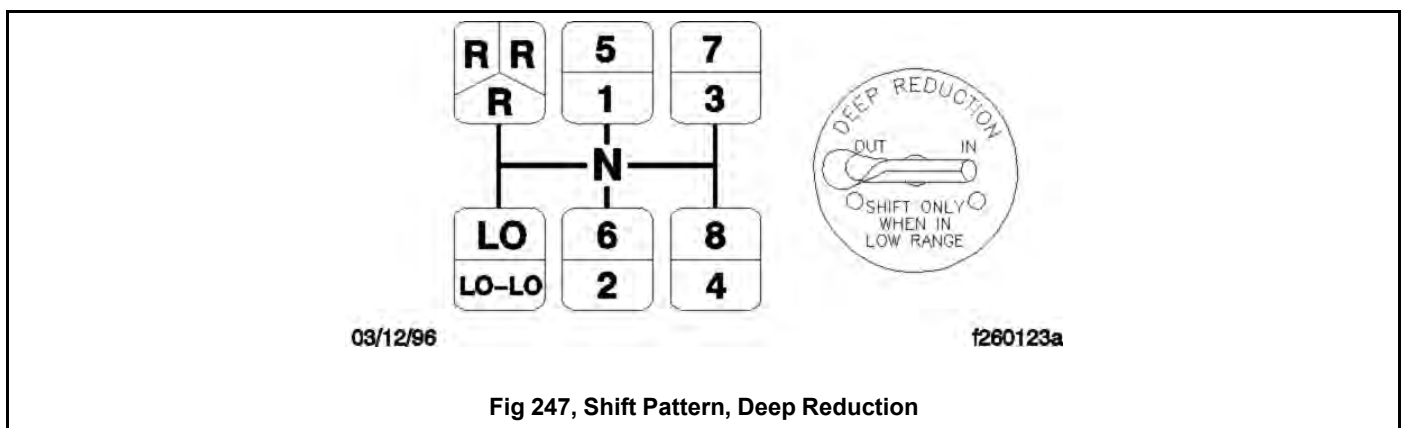 R R 5 7
R 1 3
N
LO 6 8
LO-LO 2 4
DEEP REDUCTION
OUT IN
SHIFT ONLY
WHEN IN
LOW RANGE
03/12/96 f260123a
Fig 247, Shift Pattern, Deep Reduction